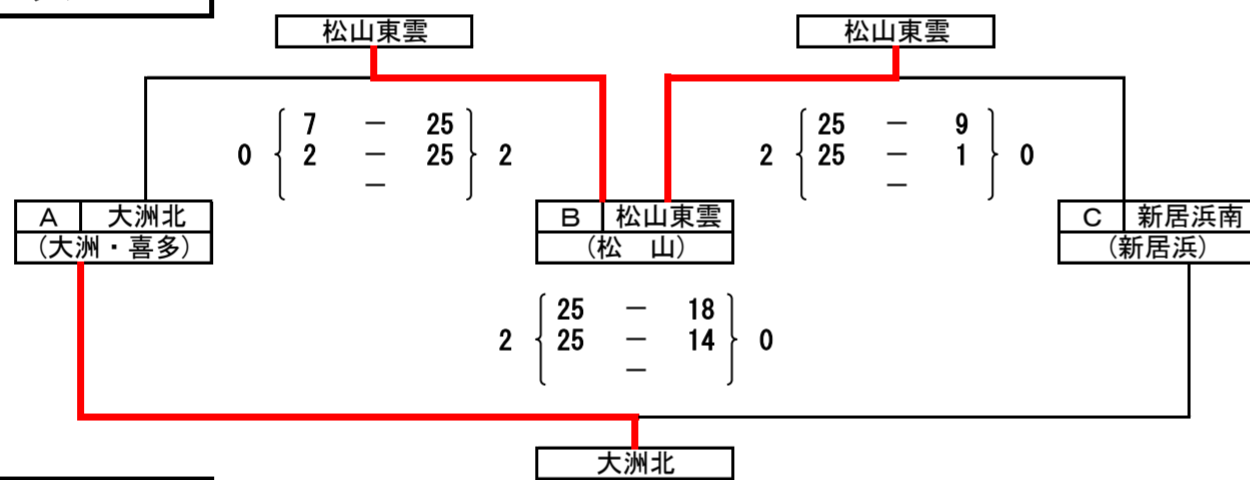 松山東雲 松山東雲
7 － 25 25 － 9
0 2 － 25 2 2 25 － 1 0
－ －
A 大洲北 B 松山東雲 C 新居浜南
（大洲・喜多） （松　山） （新居浜）
25 － 18
2 25 － 14 0
－
大洲北